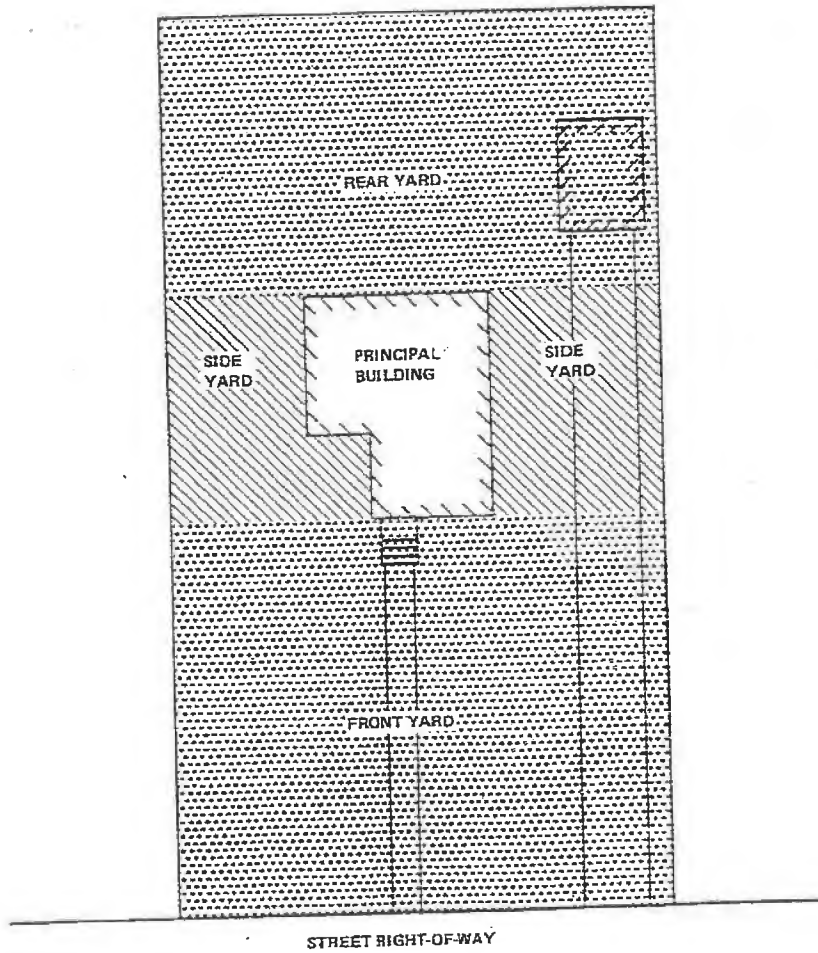 REAR YARD
SIDE
YARD
PRINCIPAL
BUILDING
SIDE
YARD
FRONT YARD
STREET RIGHT-OF-WAY